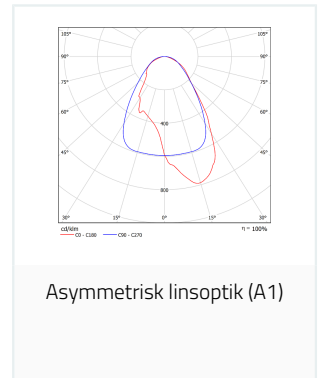 105° 105°
90° 90°
75° 75°
60° 60°
400
45° 45°
800
30° 15° 0° 15° 30°
cd/klm η = 100%
C0 - C180 C90 - C270
Asymmetrisk linsoptik (A1)